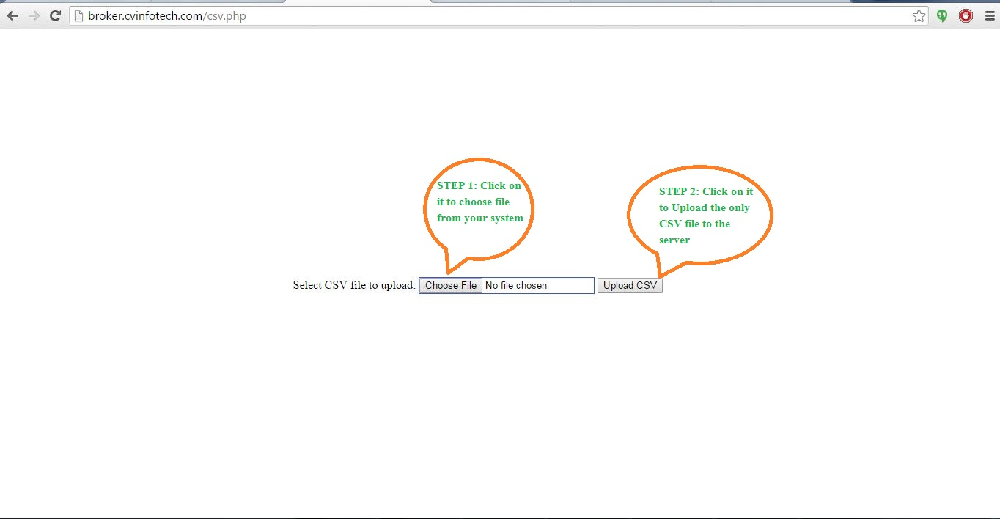 broker.cvinfotech.com/csv.php
STEP 1: Click on
it to choose file
from your system
STEP 2: Click on it
to Upload the only
CSV file to the
server
Select CSV file to upload: Choose File No file chosen Upload CSV